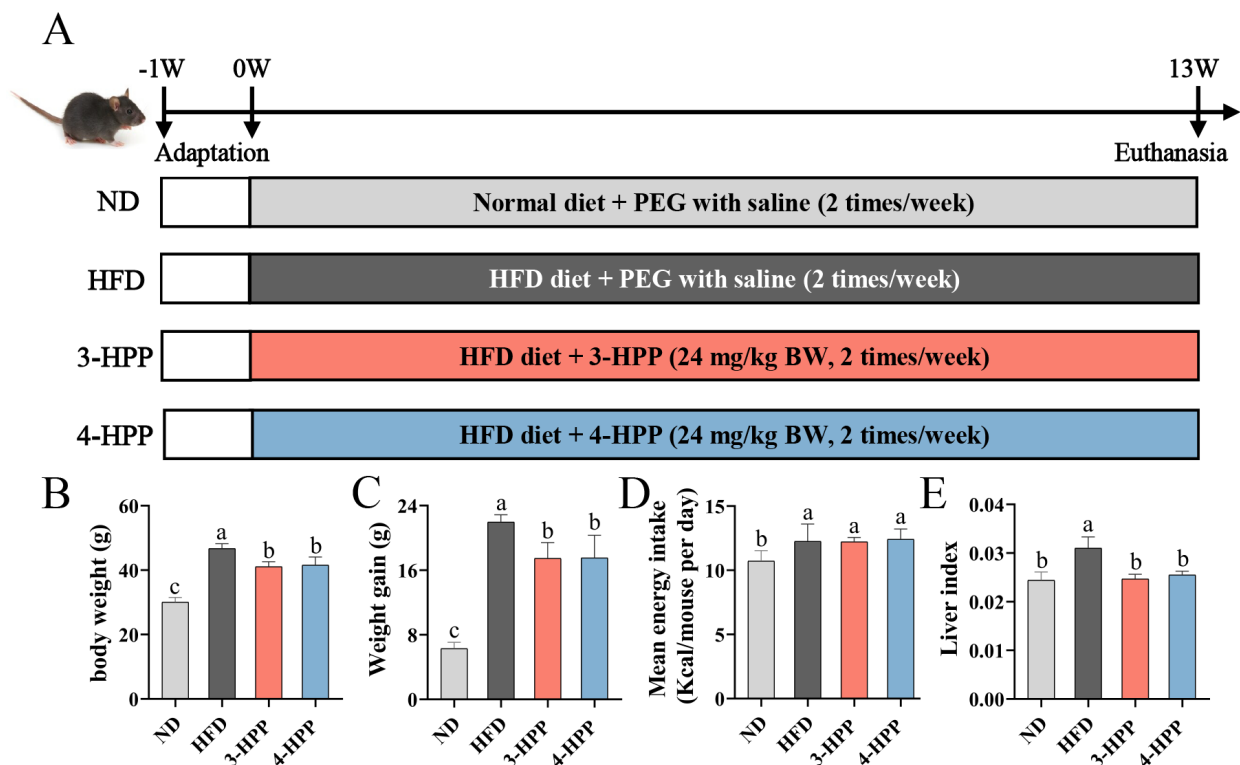 A
-1W 0W 13W
Adaptation Euthanasia
ND Normal diet + PEG with saline (2 times/week)
HFD HFD diet + PEG with saline (2 times/week)
3-HPP HFD diet + 3-HPP (24 mg/kg BW, 2 times/week)
4-HPP HFD diet + 4-HPP (24 mg/kg BW, 2 times/week)
B
body weight (g)
60
40
20
0
c a b b
ND HFD 3-HPP 4-HPP
C
Weight gain (g)
24
16
8
0
c a b b
ND HFD 3-HPP 4-HPP
D
Mean energy intake
(Kcal/mouse per day)
15
10
5
0
b a a a
ND HFD 3-HPP 4-HPP
E
Liver index
0.04
0.03
0.02
0.01
0.00
b a b b
ND HFD 3-HPP 4-HPP